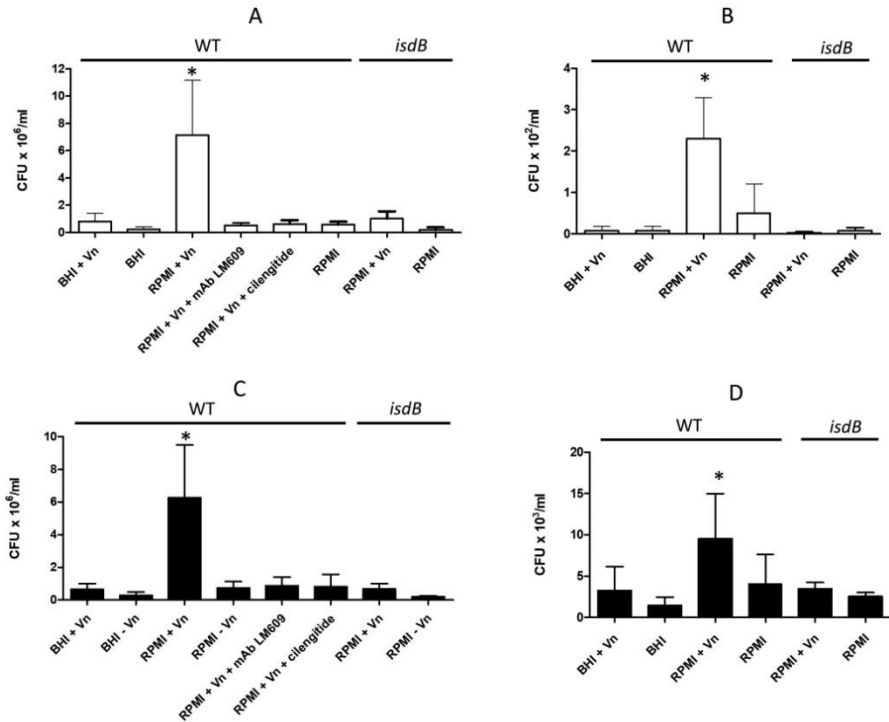 A
WT
isdB
12
10
8
6
4
2
0
CFU x 10⁶/ml
*
BHI + Vn
BHI
RPMI + Vn
RPMI + Vn + mAb LM609
RPMI + Vn + cilengitide
RPMI
RPMI + Vn
RPMI
B
WT
isdB
4
3
2
1
0
CFU x 10²/ml
*
BHI + Vn
BHI
RPMI + Vn
RPMI
RPMI + Vn
RPMI
C
WT
isdB
10
8
6
4
2
0
CFU x 10⁶/ml
*
BHI + Vn
BHI - Vn
RPMI + Vn
RPMI - Vn
RPMI + Vn + mAb LM609
RPMI + Vn + cilengitide
RPMI + Vn
RPMI - Vn
D
WT
isdB
20
15
10
5
0
CFU x 10³/ml
*
BHI + Vn
BHI
RPMI + Vn
RPMI
RPMI + Vn
RPMI